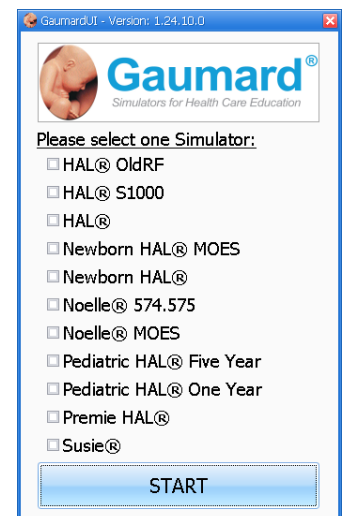 GaumardUI - Version: 1.24.10.0
Gaumard®
Simulators for Health Care Education
Please select one Simulator:
HAL® OldRF
HAL® S1000
HAL®
Newborn HAL® MOES
Newborn HAL®
Noelle® 574.575
Noelle® MOES
Pediatric HAL® Five Year
Pediatric HAL® One Year
Premie HAL®
Susie®
START